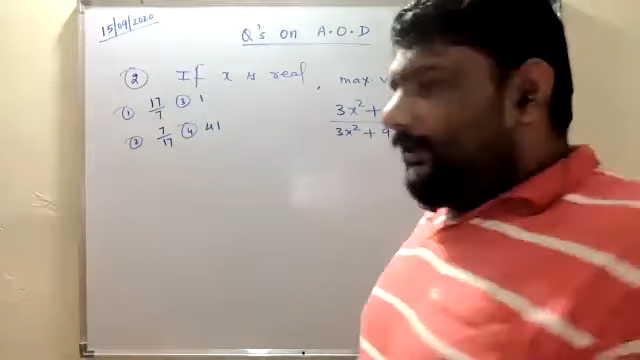 15/09/2020
Q's on A.O.D
② If x is real, max.
① 17/7 ③ 1
3x² +
② 7/17 ④ 41
3x² + 9